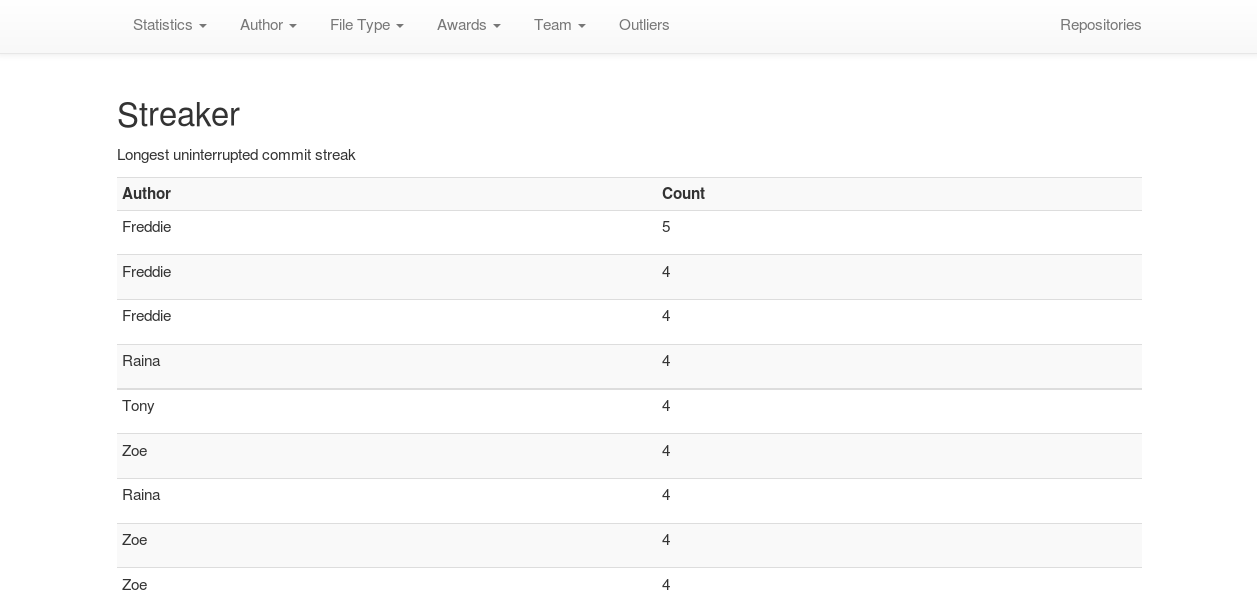 Statistics Author File Type Awards Team Outliers Repositories
Streaker
Longest uninterrupted commit streak
Author Count
Freddie 5
Freddie 4
Freddie 4
Raina 4
Tony 4
Zoe 4
Raina 4
Zoe 4
Zoe 4